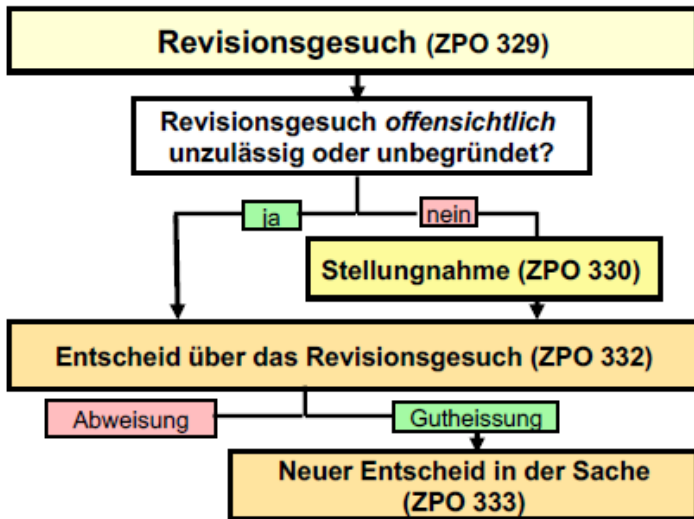 Revisionsgesuch (ZPO 329)
Revisionsgesuch offensichtlich
unzulässig oder unbegründet?
ja
nein
Stellungnahme (ZPO 330)
Entscheid über das Revisionsgesuch (ZPO 332)
Abweisung
Gutheissung
Neuer Entscheid in der Sache
(ZPO 333)